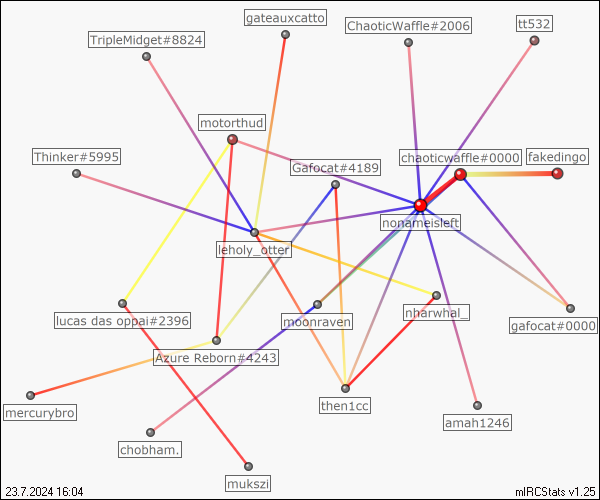 gateauxcatto
ChaoticWaffle#2006
tt532
TripleMidget#8824
motorthud
Thinker#5995
Gafocat#4189
chaoticwaffle#0000
fakedingo
nonameisleft
leholy_otter
lucas das oppai#2396
moonraven
nharwhal_
gafocat#0000
Azure Reborn#4243
mercurybro
then1cc
amah1246
chobham.
mukszi
23.7.2024 16:04
mIRCStats v1.25